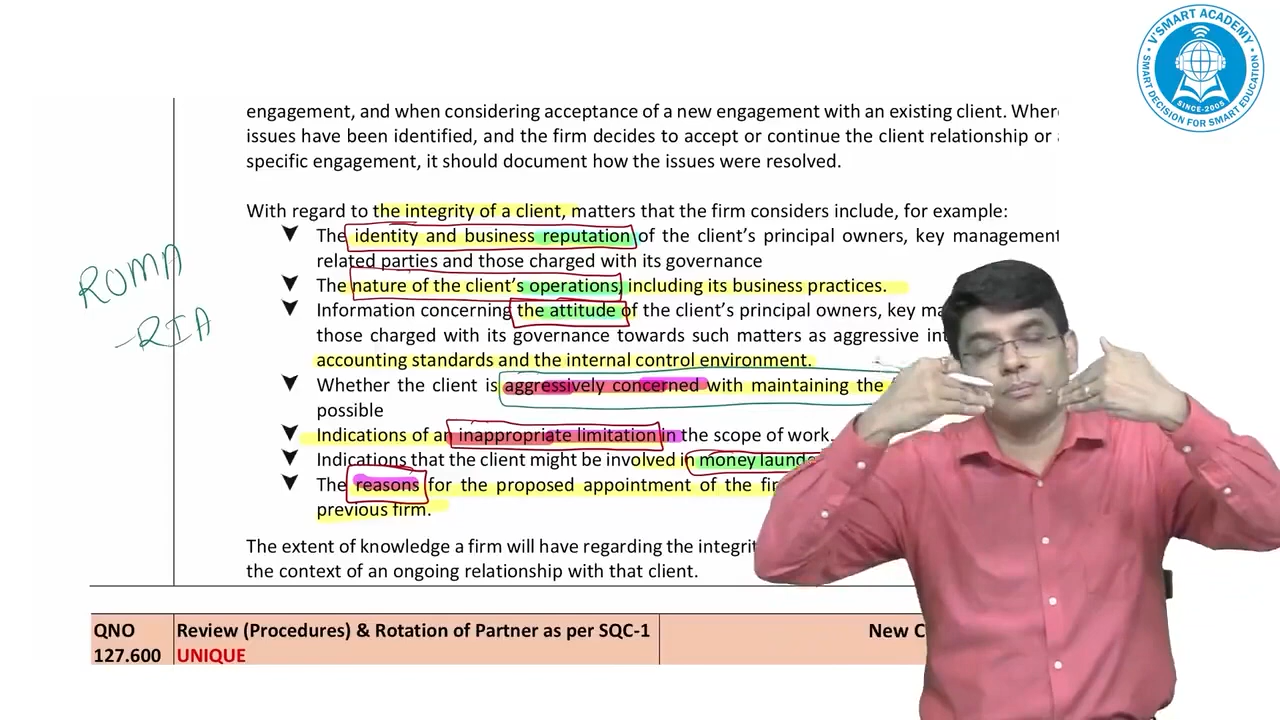 V'SMART ACADEMY
SINCE-2005
SMART DECISION FOR SMART EDUCATION
engagement, and when considering acceptance of a new engagement with an existing client. Where
issues have been identified, and the firm decides to accept or continue the client relationship or a
specific engagement, it should document how the issues were resolved.
With regard to the integrity of a client, matters that the firm considers include, for example:
The identity and business reputation of the client's principal owners, key management
related parties and those charged with its governance
The nature of the client's operations, including its business practices.
Information concerning the attitude of the client's principal owners, key
those charged with its governance towards such matters as aggressive
accounting standards and the internal control environment.
Whether the client is aggressively concerned with maintaining the
possible
Indications of an inappropriate limitation in the scope of work.
Indications that the client might be involved in money
The reasons for the proposed appointment of the
previous firm.
ROMA
-RIA
The extent of knowledge a firm will have regarding the
the context of an ongoing relationship with that client.
QNO
127.600
Review (Procedures) & Rotation of Partner as per SQC-1
UNIQUE
New